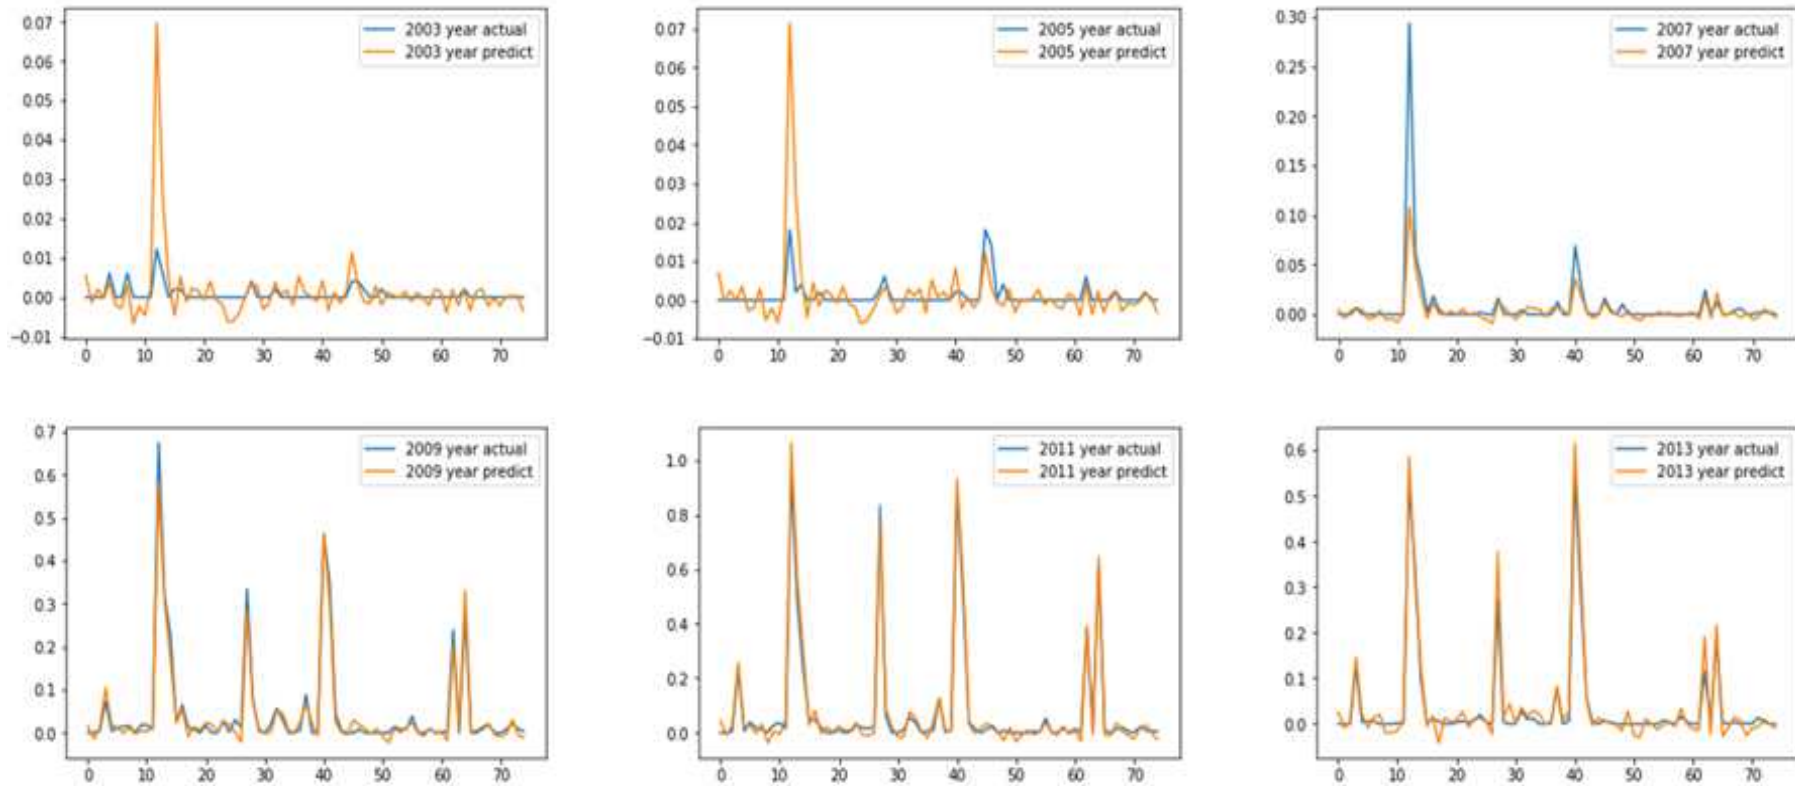 2003 year actual
2003 year predict
0.07
0.06
0.05
0.04
0.03
0.02
0.01
0.00
−0.01
0 10 20 30 40 50 60 70
2005 year actual
2005 year predict
0.07
0.06
0.05
0.04
0.03
0.02
0.01
0.00
−0.01
0 10 20 30 40 50 60 70
2007 year actual
2007 year predict
0.30
0.25
0.20
0.15
0.10
0.05
0.00
0 10 20 30 40 50 60 70
2009 year actual
2009 year predict
0.7
0.6
0.5
0.4
0.3
0.2
0.1
0.0
0 10 20 30 40 50 60 70
2011 year actual
2011 year predict
1.0
0.8
0.6
0.4
0.2
0.0
0 10 20 30 40 50 60 70
2013 year actual
2013 year predict
0.6
0.5
0.4
0.3
0.2
0.1
0.0
0 10 20 30 40 50 60 70